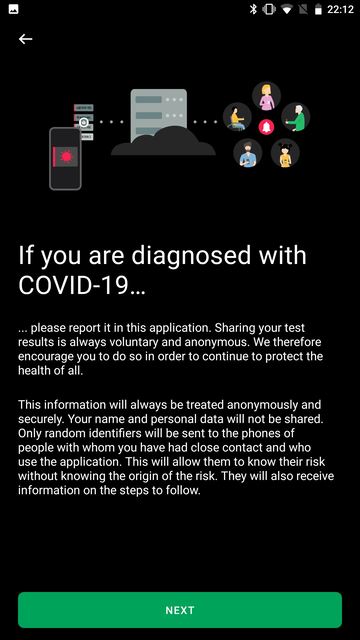 22:12
If you are diagnosed with
COVID-19...
... please report it in this application. Sharing your test
results is always voluntary and anonymous. We therefore
encourage you to do so in order to continue to protect the
health of all.
This information will always be treated anonymously and
securely. Your name and personal data will not be shared.
Only random identifiers will be sent to the phones of
people with whom you have had close contact and who
use the application. This will allow them to know their risk
without knowing the origin of the risk. They will also receive
information on the steps to follow.
NEXT